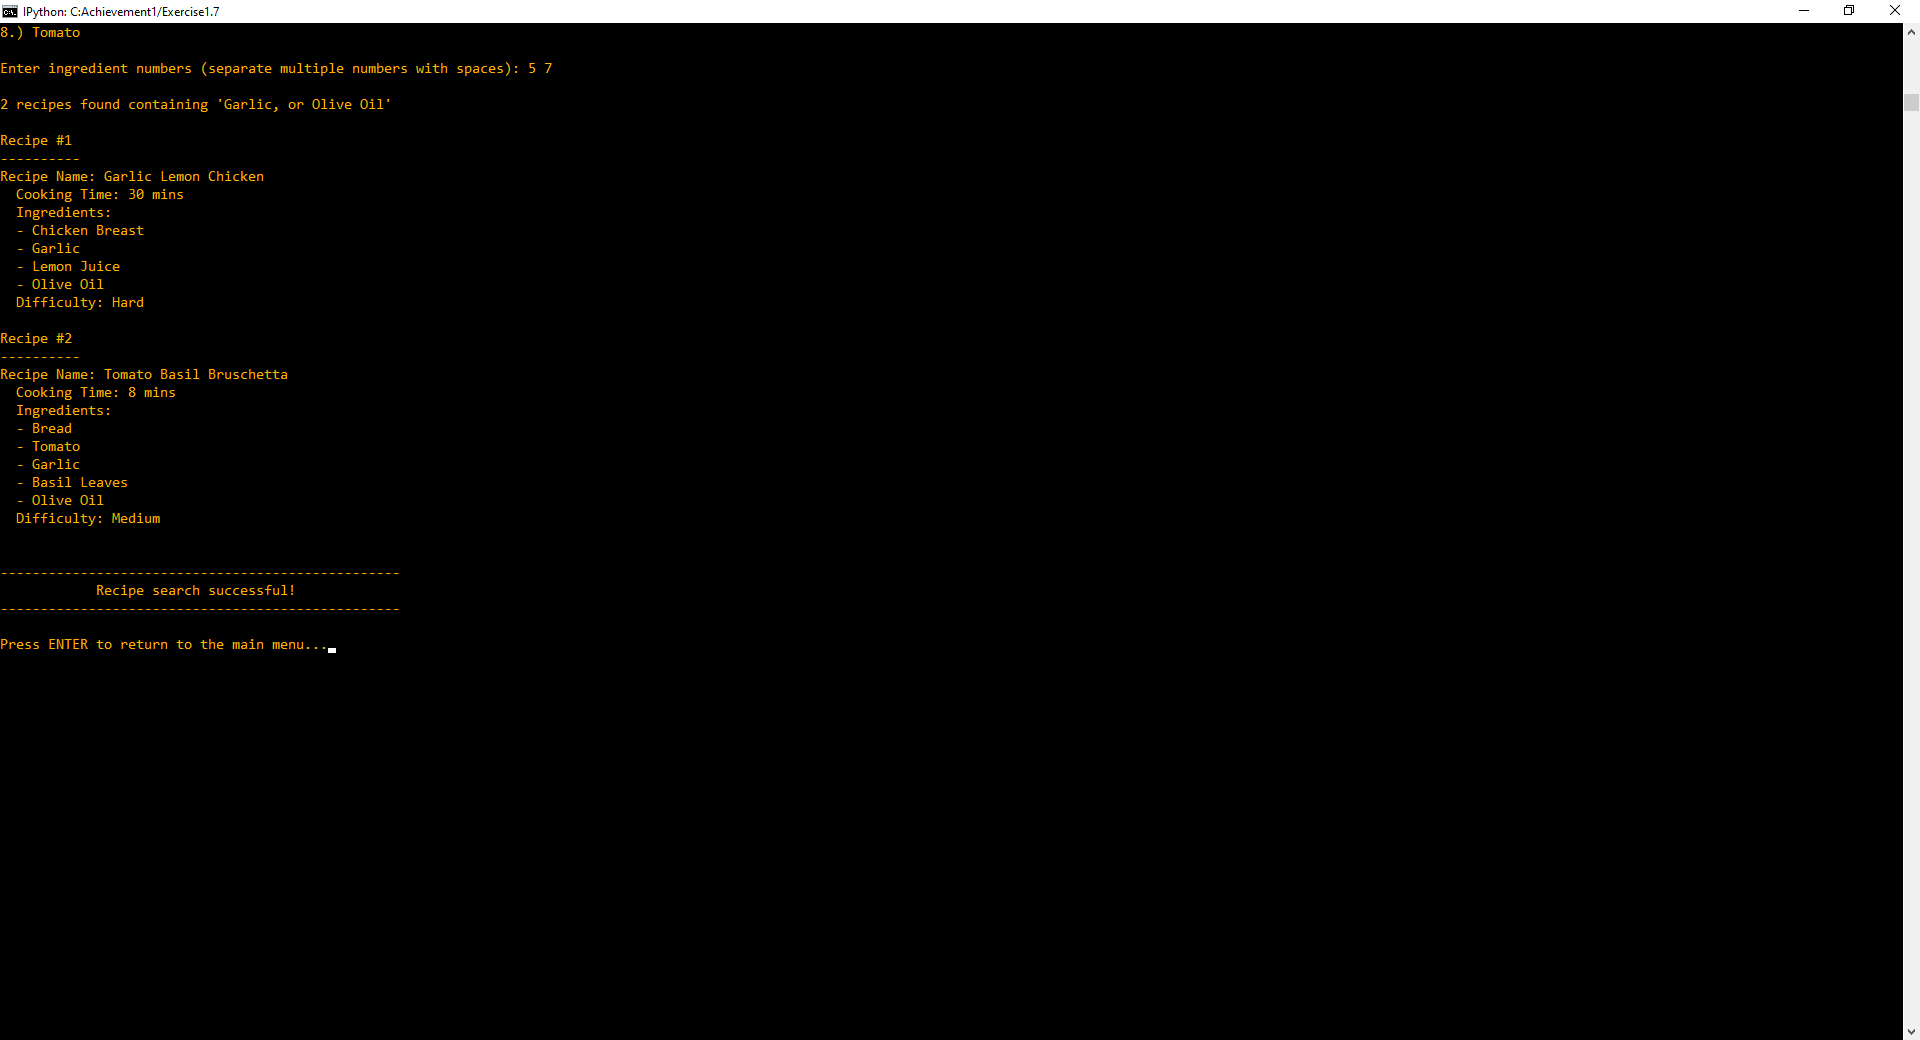 IPython: C:Achievement1/Exercise1.7
8.) Tomato
Enter ingredient numbers (separate multiple numbers with spaces): 5 7
2 recipes found containing 'Garlic, or Olive Oil'
Recipe #1
----------
Recipe Name: Garlic Lemon Chicken
  Cooking Time: 30 mins
  Ingredients:
  - Chicken Breast
  - Garlic
  - Lemon Juice
  - Olive Oil
  Difficulty: Hard
Recipe #2
----------
Recipe Name: Tomato Basil Bruschetta
  Cooking Time: 8 mins
  Ingredients:
  - Bread
  - Tomato
  - Garlic
  - Basil Leaves
  - Olive Oil
  Difficulty: Medium
--------------------------------------------------
            Recipe search successful!
--------------------------------------------------
Press ENTER to return to the main menu...